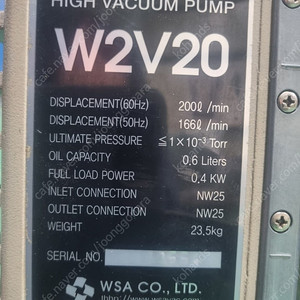 HIGH VACUUM PUMP
W2V20
DISPLACEMENT(60Hz) 200ℓ /min
DISPLACEMENT(50Hz) 166ℓ /min
ULTIMATE PRESSURE ≦1×10⁻³ Torr
OIL CAPACITY 0.6 Liters
FULL LOAD POWER 0.4 KW
INLET CONNECTION NW25
OUTLET CONNECTION NW25
WEIGHT 23.5kg
SERIAL NO.
WSA CO., LTD.